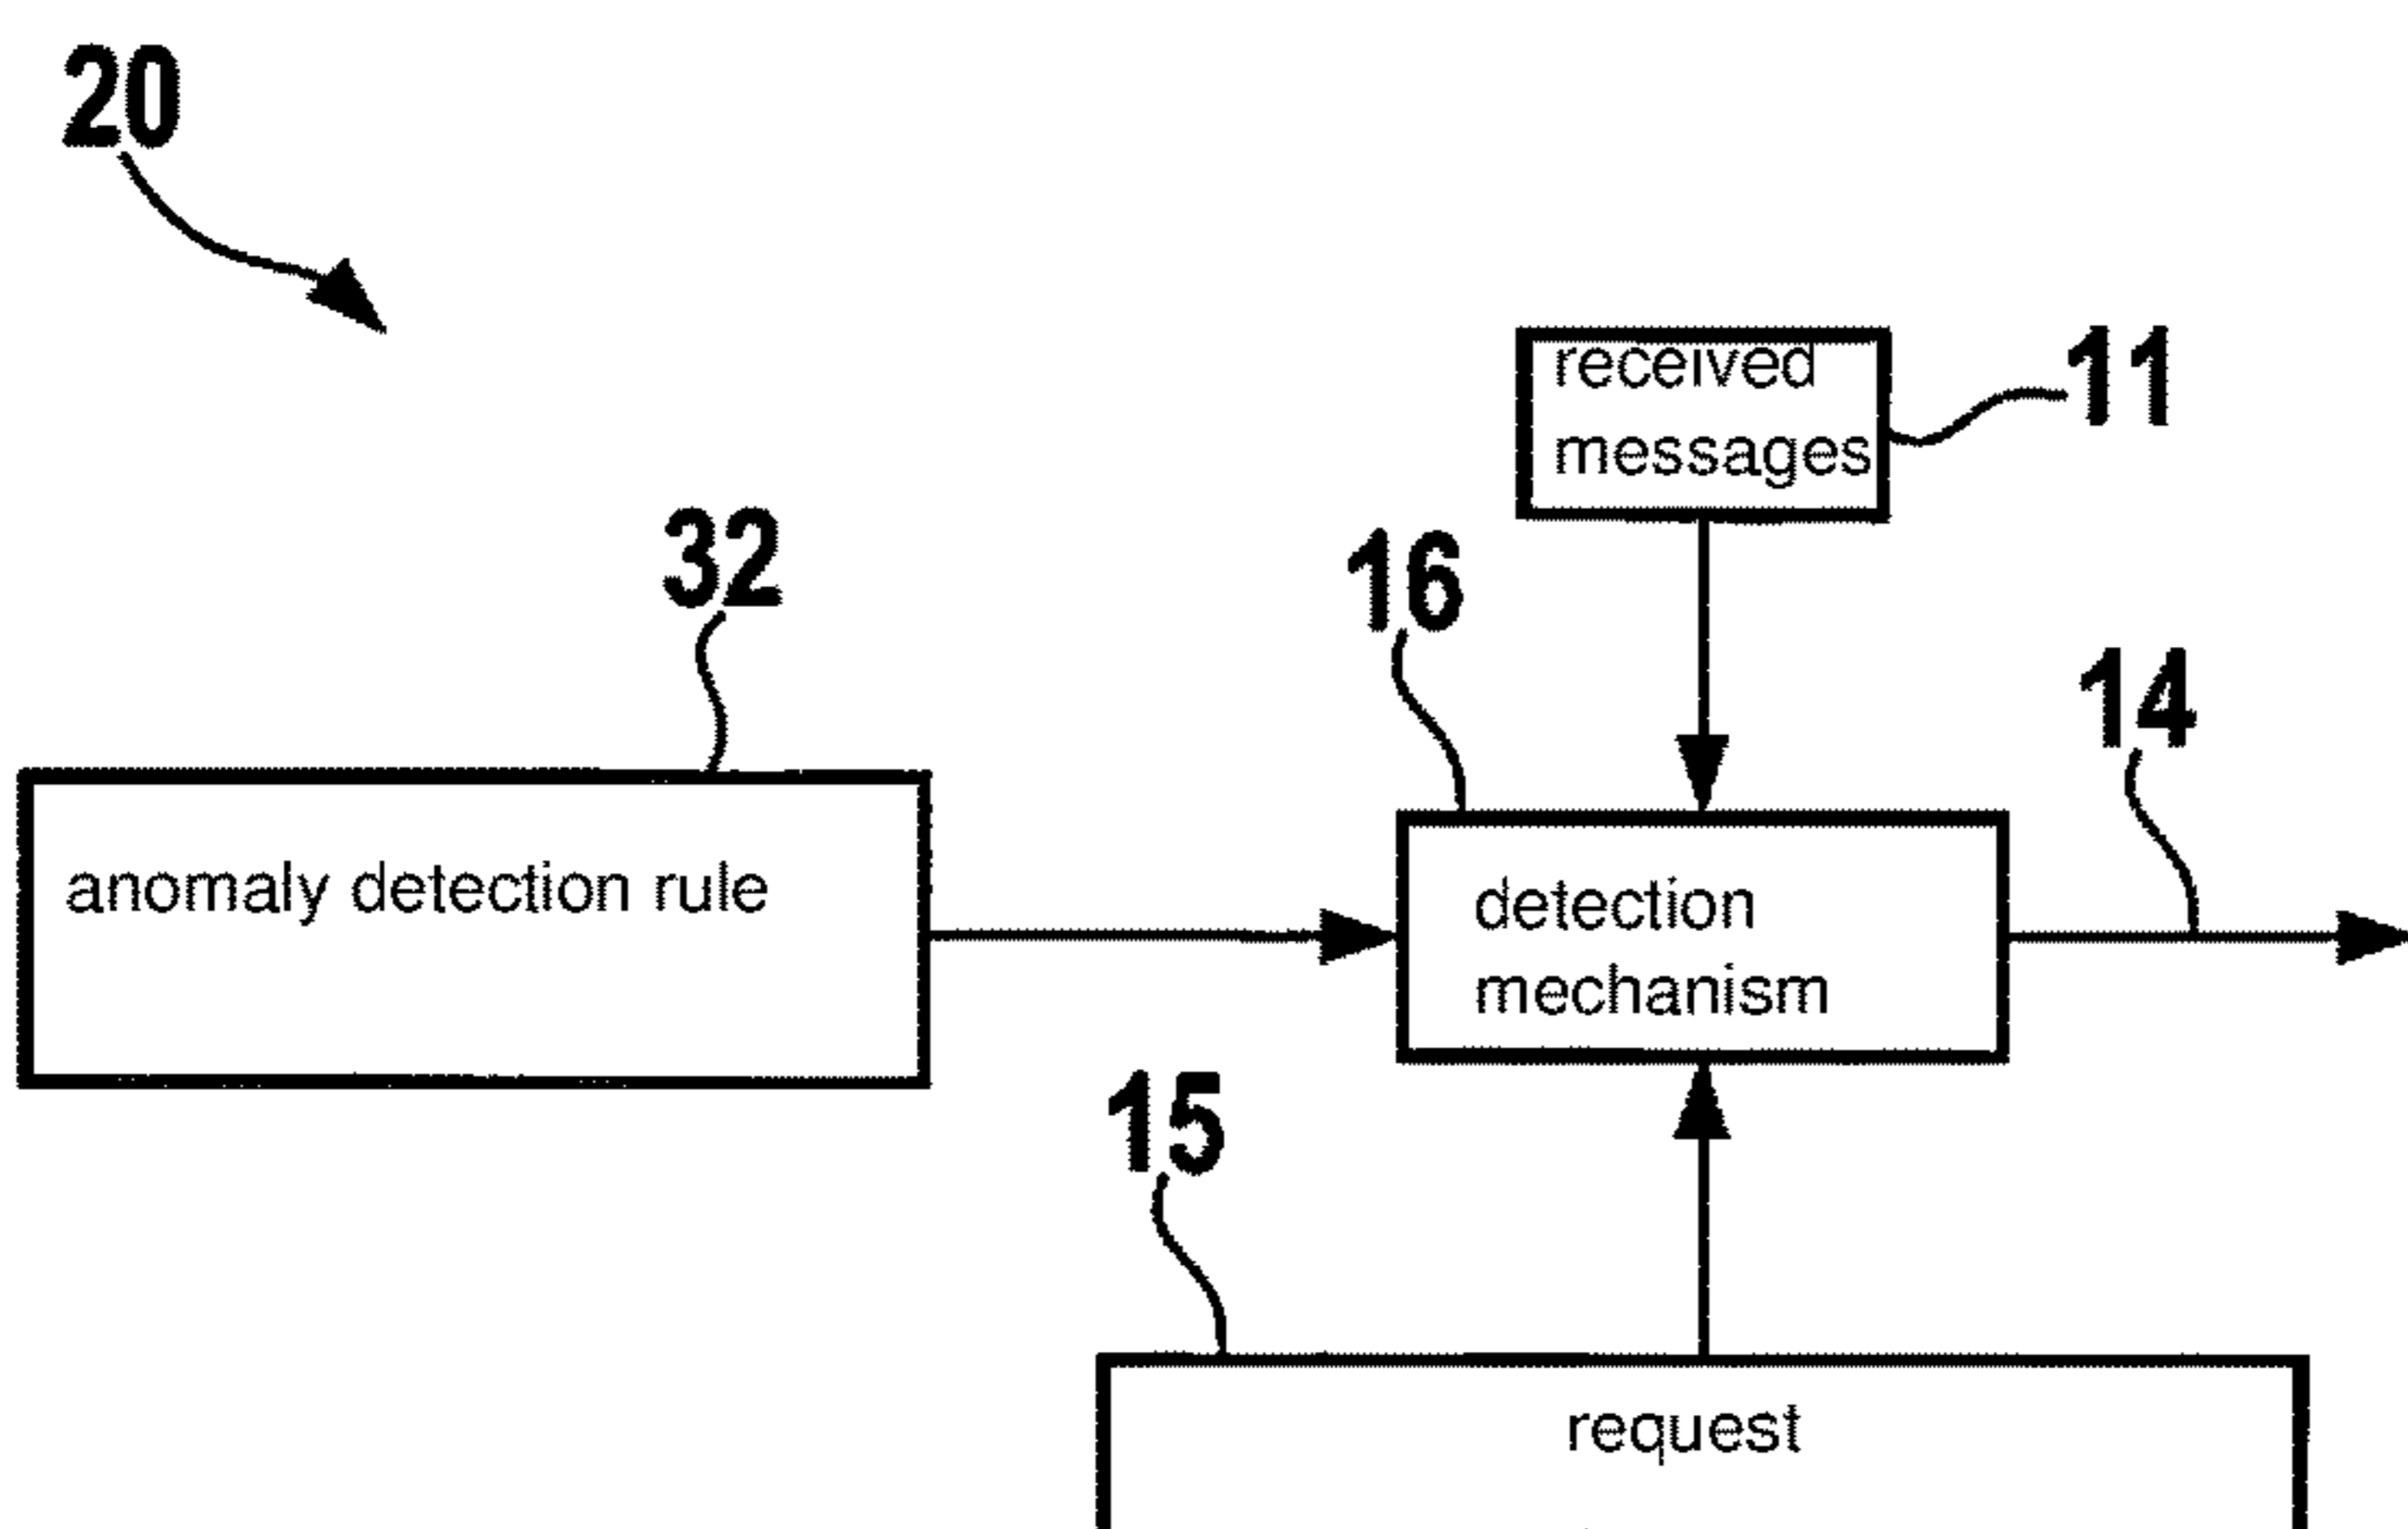 20
received
messages
11
32
16
14
anomaly detection rule
detection
mechanism
15
request